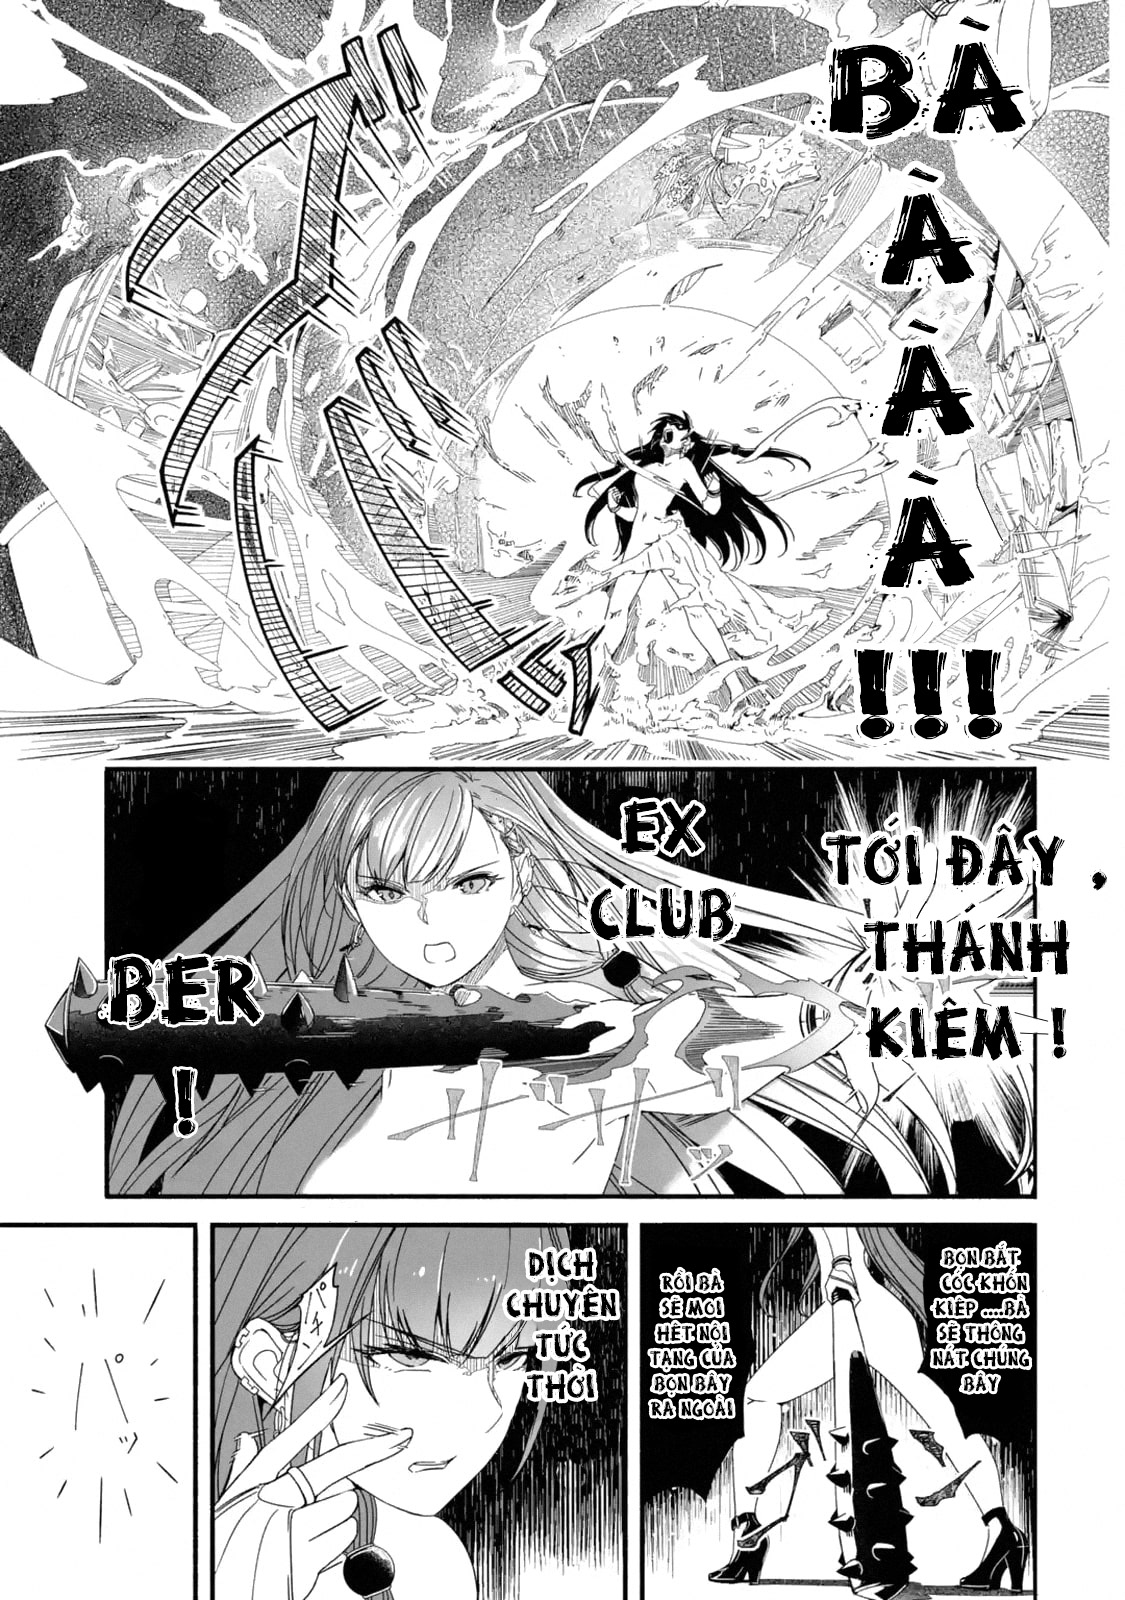 BÀ
À
À
À
À
!!!
TỚI ĐÂY ,
THÁNH
KIẾM !
EX
CLUB
BER
!
BỌN BẮT
CÓC KHỐN
KIẾP ....BÀ
SẼ THÔNG
NÁT CHÚNG
BÂY
RỒI BÀ
SẼ MOI
HẾT NỘI
TẠNG CỦA
BỌN BÂY
RA NGOÀI
DỊCH
CHUYỂN
TỨC
THỜI